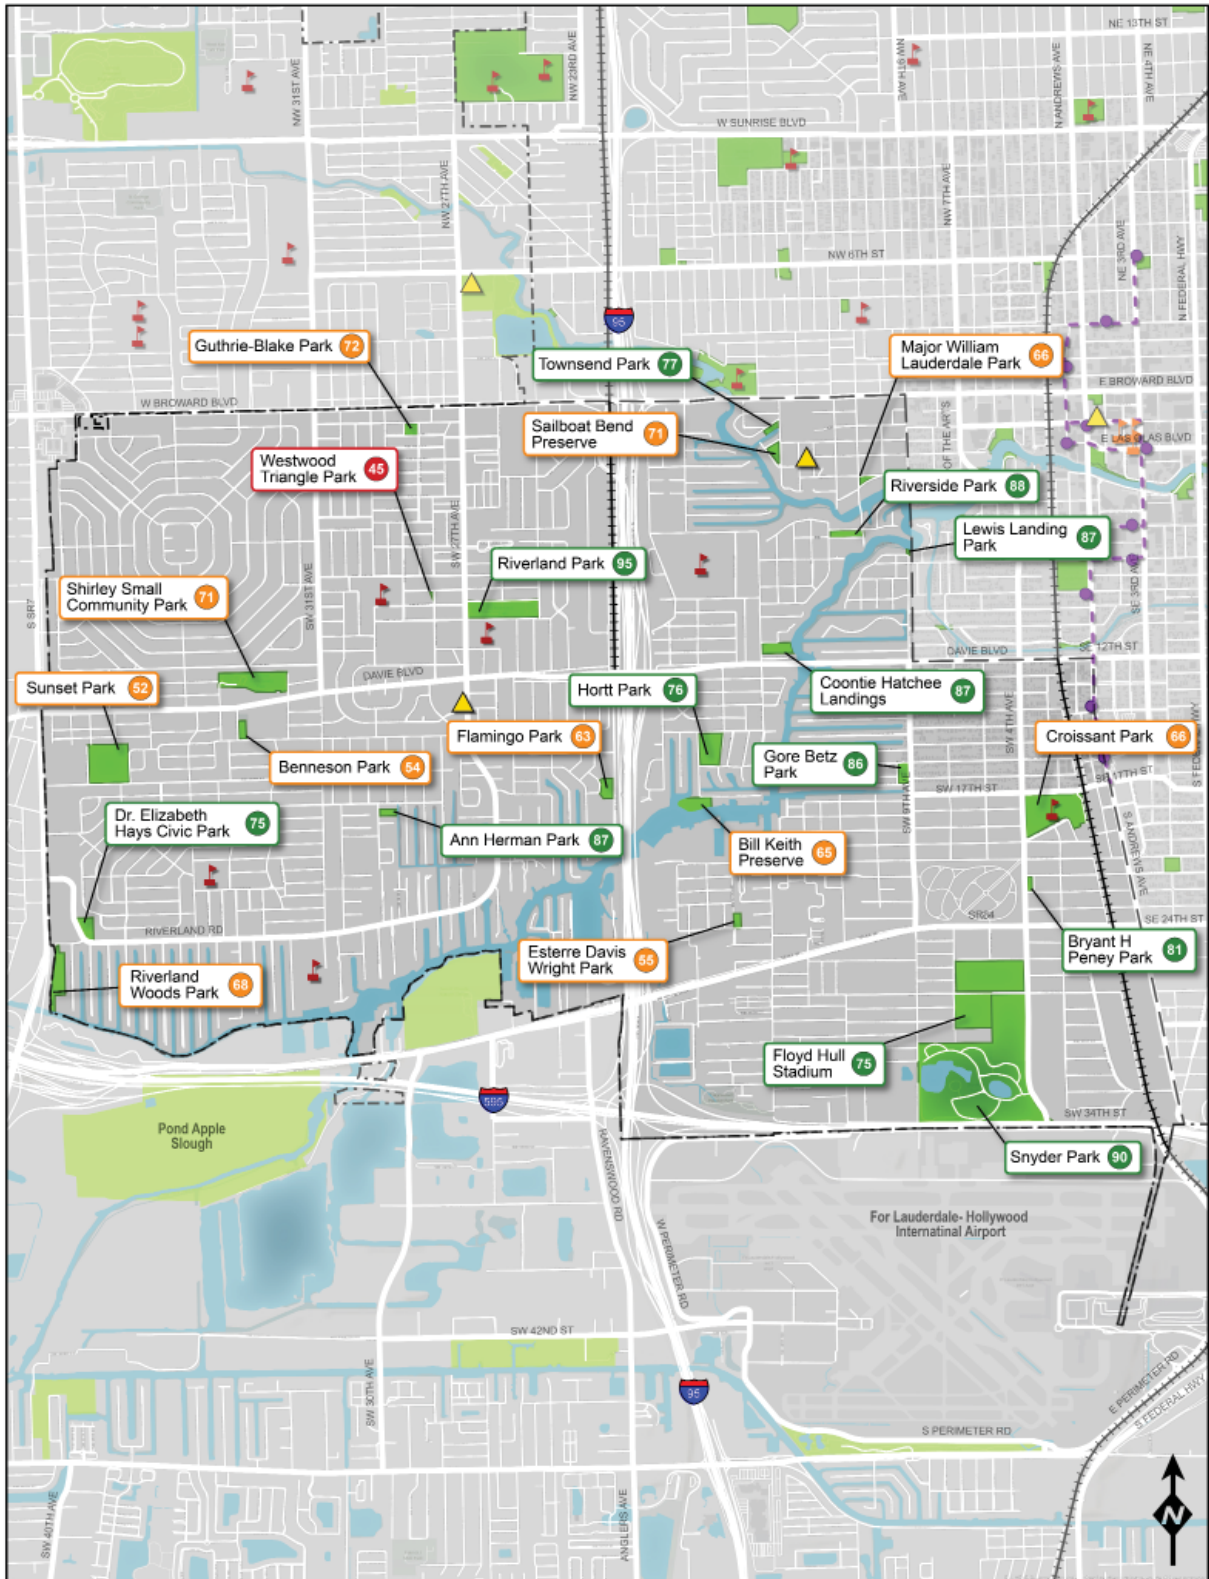 NE 13TH ST
NW 31ST AVE
NW 23RD AVE
NW 9TH AVE
N ANDREWS AVE
NE 4TH AVE
W SUNRISE BLVD
NW 27TH AVE
NW 7TH AVE
NW 6TH ST
NE 3RD AVE
N FEDERAL HWY
95
Guthrie-Blake Park 72
Townsend Park 77
Major William
Lauderdale Park 66
W BROWARD BLVD
E BROWARD BLVD
Sailboat Bend
Preserve 71
OF THE ARTS
E LAS OLAS BLVD
Westwood
Triangle Park 45
Riverside Park 88
Lewis Landing
Park 87
S SR7
SW 31ST AVE
SW 27TH AVE
Riverland Park 95
SE 3RD AVE
Shirley Small
Community Park 71
DAVIE BLVD
DAVIE BLVD
SE 12TH ST
Sunset Park 52
Hortt Park 76
Coontie Hatchee
Landings 87
SW 4TH AVE
S FEDERAL HWY
Flamingo Park 63
Croissant Park 66
Benneson Park 54
Gore Betz
Park 86
SE 17TH ST
SW 17TH ST
SW 9TH AVE
Dr. Elizabeth
Hays Civic Park 75
Ann Herman Park 87
Bill Keith
Preserve 65
S ANDREWS AVE
RIVERLAND RD
SR84
SE 24TH ST
Esterre Davis
Wright Park 55
Bryant H
Peney Park 81
Riverland
Woods Park 68
Floyd Hull
Stadium 75
595
SW 34TH ST
Pond Apple
Slough
Snyder Park 90
RAVENSWOOD RD
W PERIMETER RD
For Lauderdale- Hollywood
Internatinal Airport
SW 42ND ST
SW 30TH AVE
95
E PERIMETER RD
S FEDERAL HWY
S PERIMETER RD
SW 40TH AVE
ANGLERS AVE
N